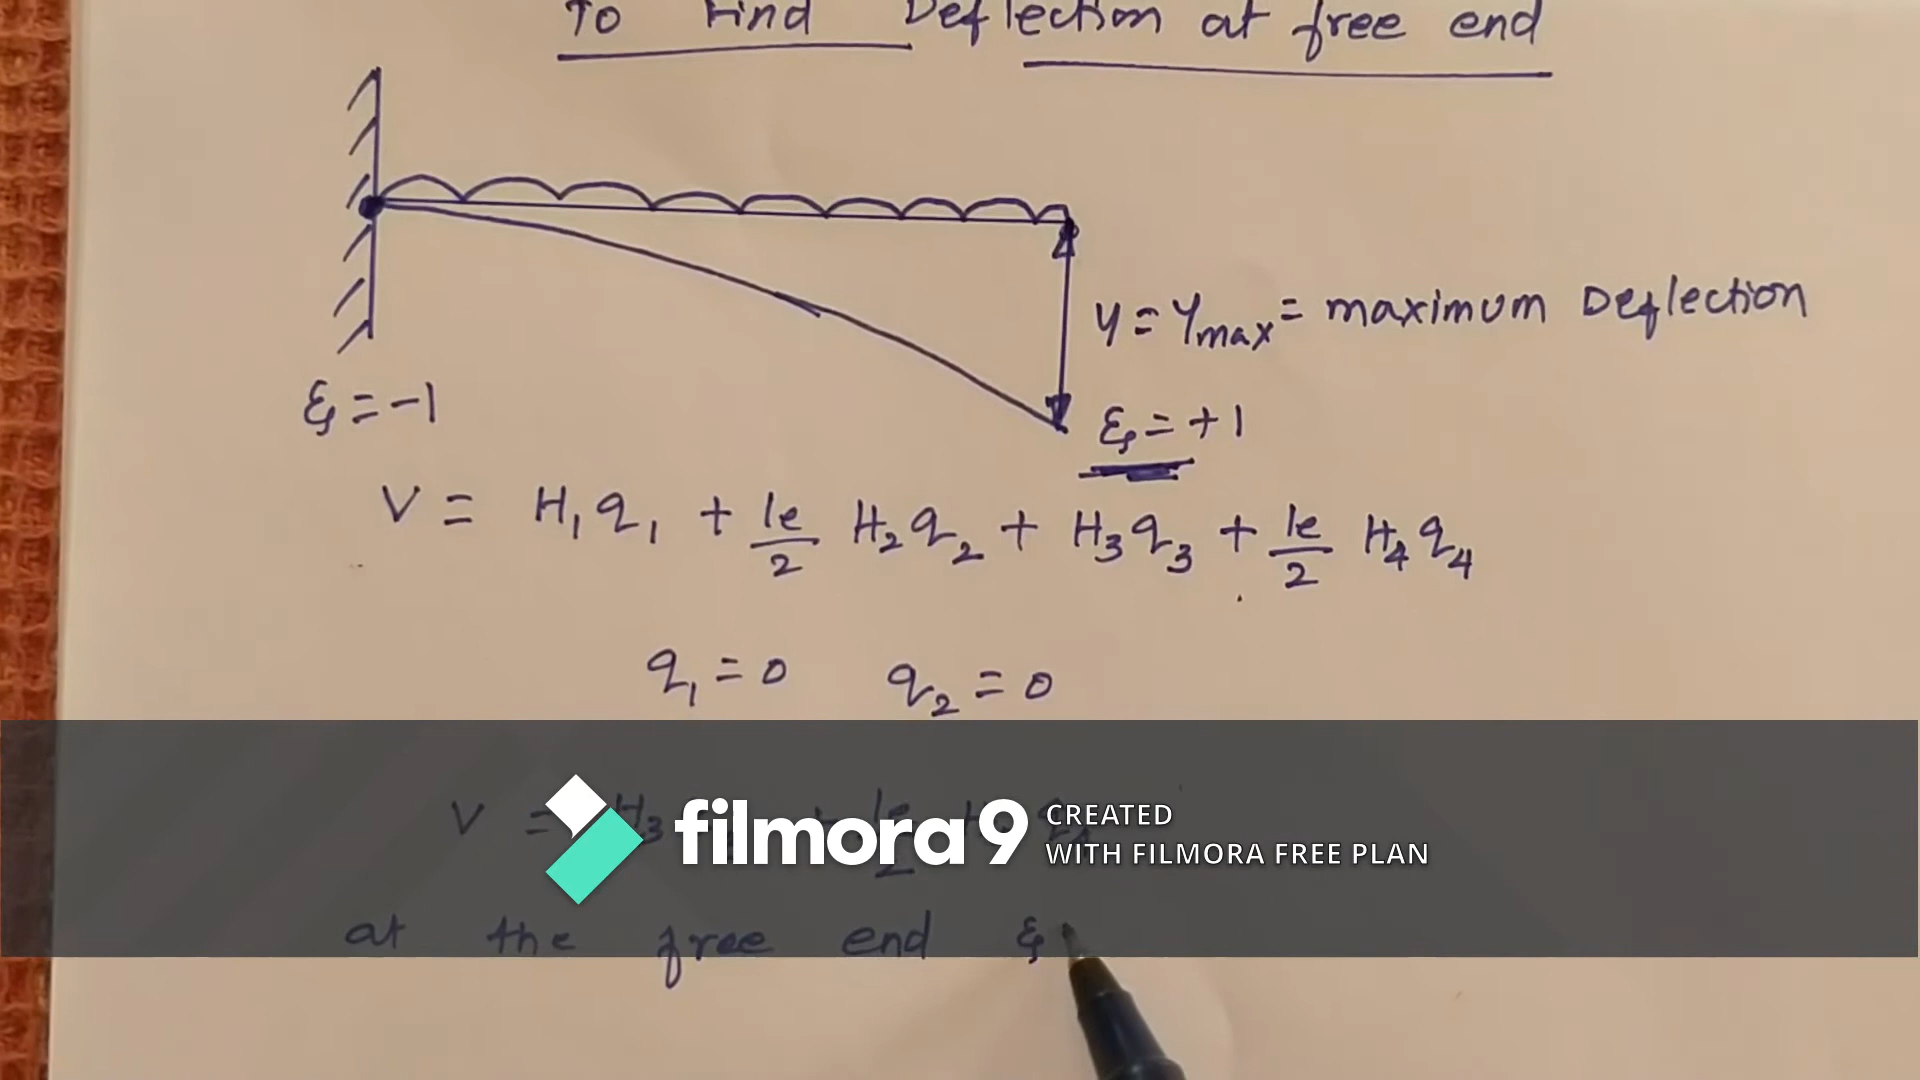 To Find Deflection at free end
y = ymax = maximum Deflection
ξ = -1
ξ = +1
V = H₁q₁ + le/2 H₂q₂ + H₃q₃ + le/2 H₄q₄
q₁ = 0 q₂ = 0
V = H₃
filmora9 CREATED
WITH FILMORA FREE PLAN
at the free end ξ